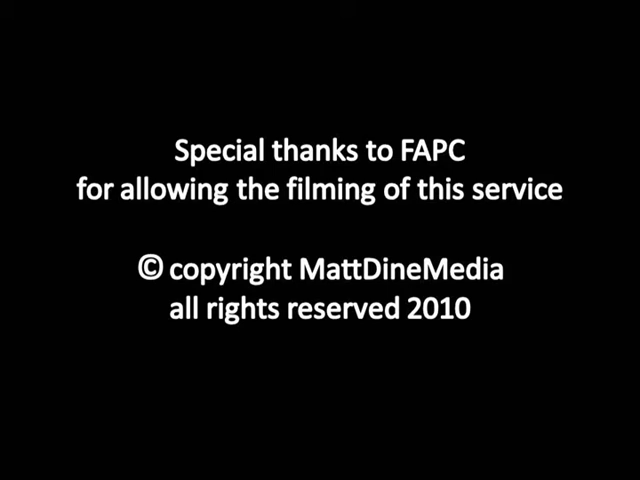 Special thanks to FAPC
for allowing the filming of this service
© copyright MattDineMedia
all rights reserved 2010